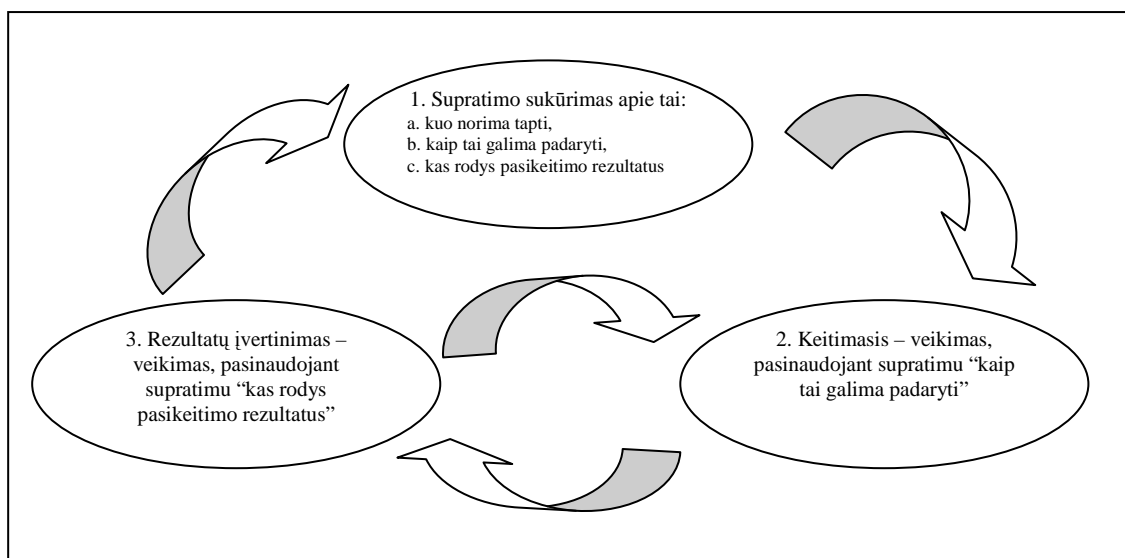 1. Supratimo sukūrimas apie tai:
a. kuo norima tapti,
b. kaip tai galima padaryti,
c. kas rodys pasikeitimo rezultatus
3. Rezultatų įvertinimas –
veikimas, pasinaudojant
supratimu “kas rodys
pasikeitimo rezultatus”
2. Keitimasis – veikimas,
pasinaudojant supratimu “kaip
tai galima padaryti”